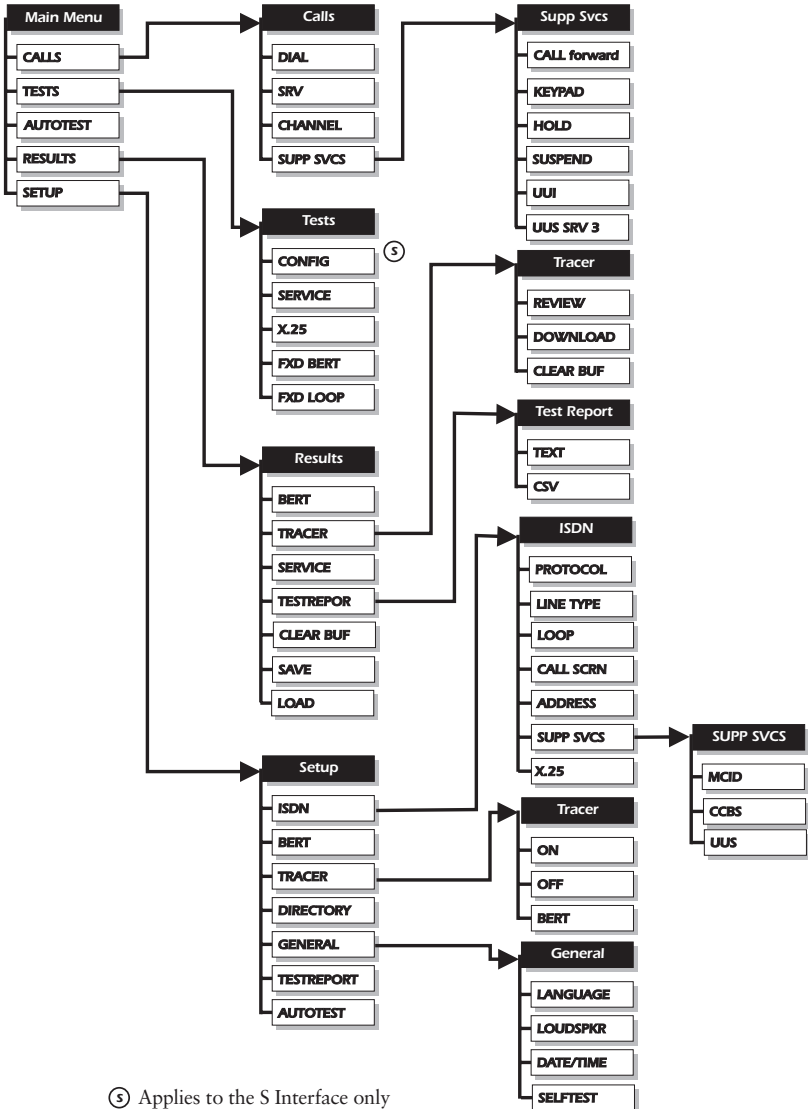 Main Menu
CALLS
TESTS
AUTOTEST
RESULTS
SETUP
Calls
DIAL
SRV
CHANNEL
SUPP SVCS
Supp Svcs
CALL forward
KEYPAD
HOLD
SUSPEND
UUI
UUS SRV 3
Tests
CONFIG
S
SERVICE
X.25
FXD BERT
FXD LOOP
Tracer
REVIEW
DOWNLOAD
CLEAR BUF
Test Report
TEXT
CSV
Results
BERT
TRACER
SERVICE
TESTREPOR
CLEAR BUF
SAVE
LOAD
ISDN
PROTOCOL
LINE TYPE
LOOP
CALL SCRN
ADDRESS
SUPP SVCS
X.25
SUPP SVCS
MCID
CCBS
UUS
Setup
ISDN
BERT
TRACER
DIRECTORY
GENERAL
TESTREPORT
AUTOTEST
Tracer
ON
OFF
BERT
General
LANGUAGE
LOUDSPKR
DATE/TIME
SELFTEST
S Applies to the S Interface only